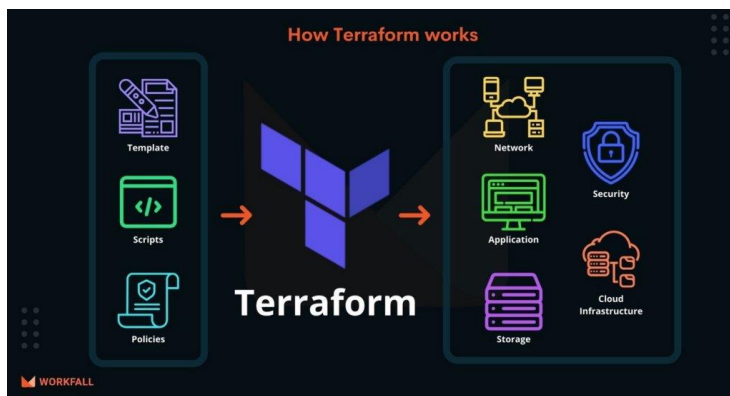 How Terraform works
Template
</>
Scripts
Policies
Terraform
Network
Application
Storage
Security
Cloud
Infrastructure
WORKFALL